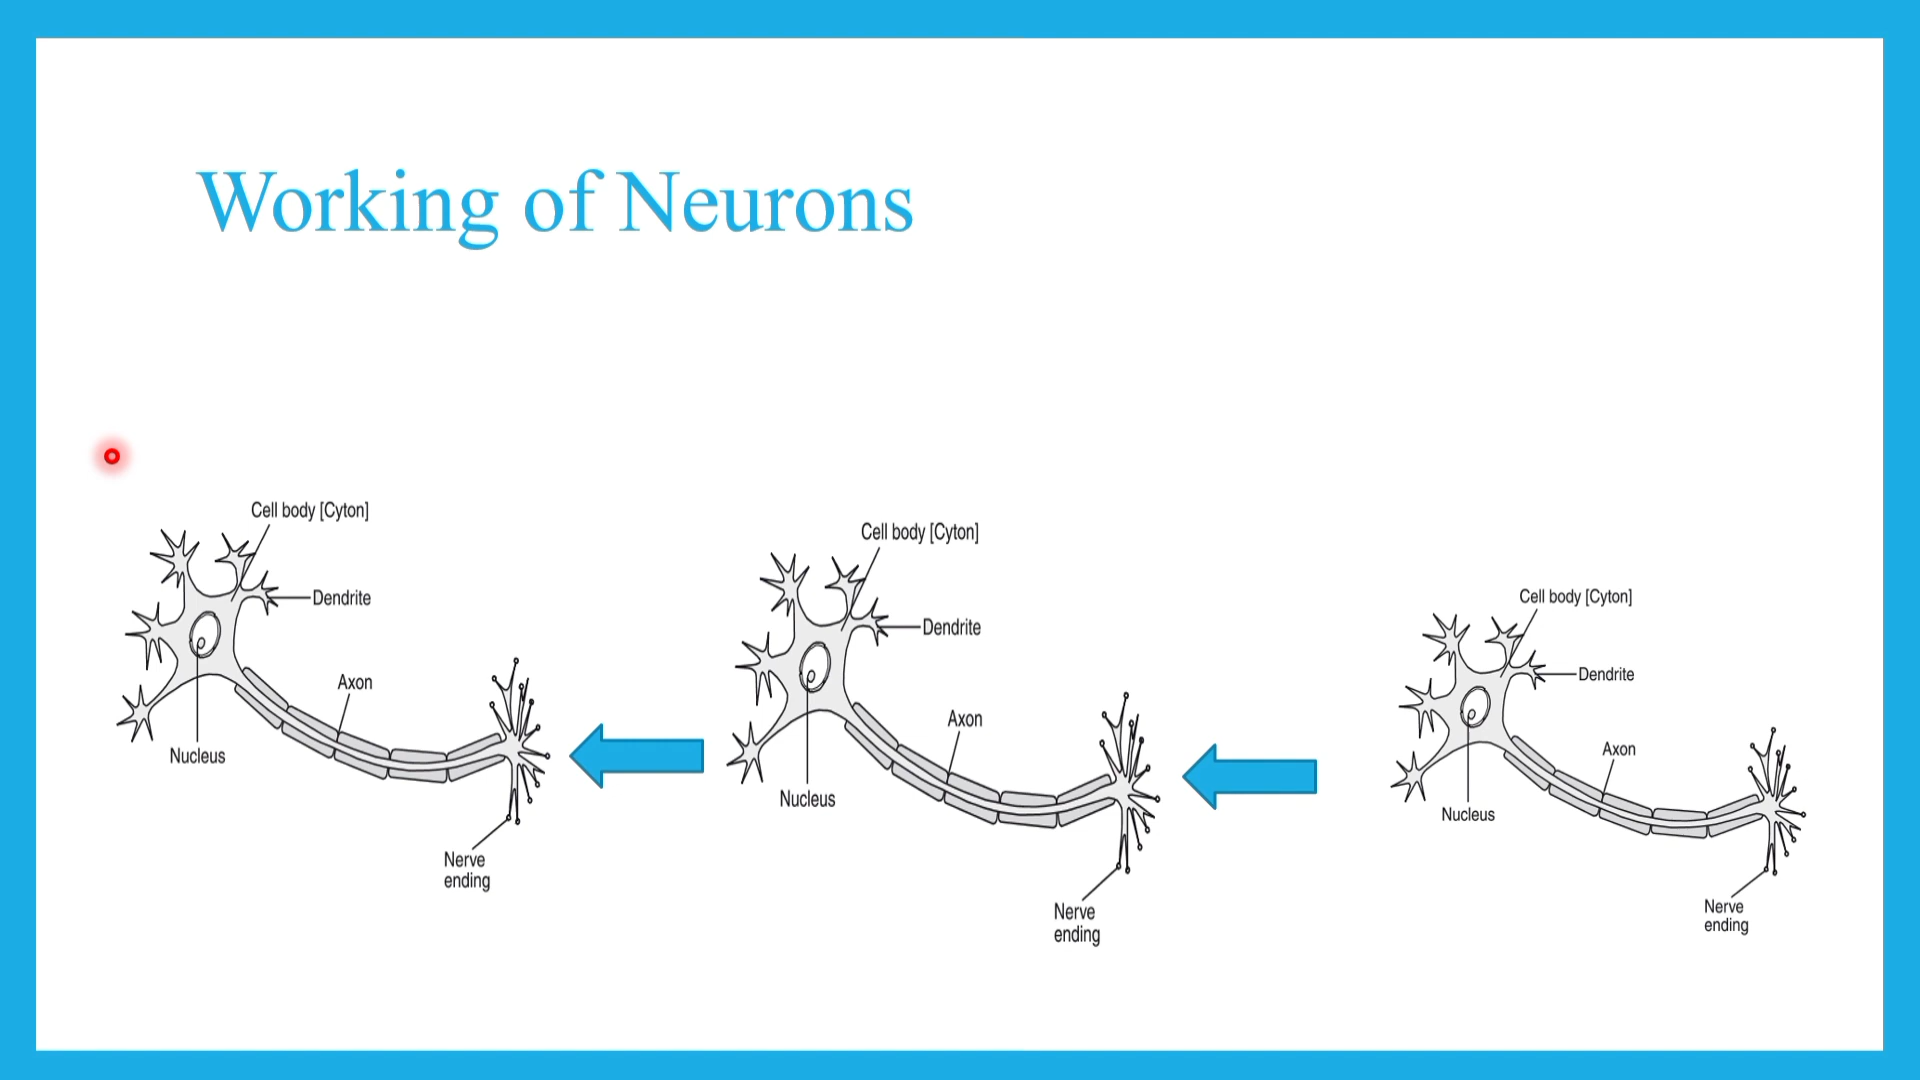 Working of Neurons
Cell body [Cyton]
Dendrite
Axon
Nucleus
Nerve
ending
Cell body [Cyton]
Dendrite
Axon
Nucleus
Nerve
ending
Cell body [Cyton]
Dendrite
Axon
Nucleus
Nerve
ending